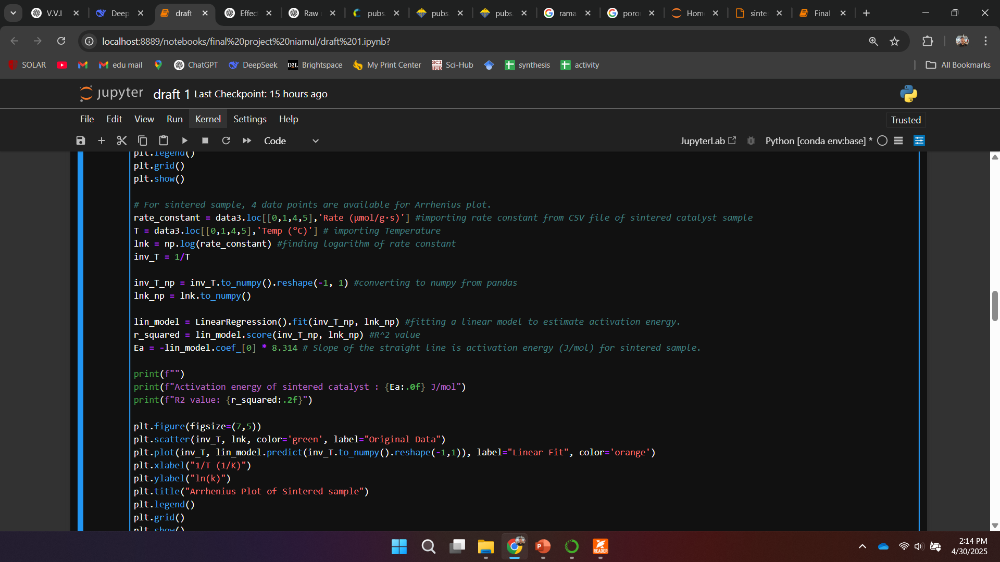 V.V.I
Deep
draft
Effec
Raw
pubs.
pubs.
pubs.
rama
poro
Hom
sinte
Final
localhost:8889/notebooks/final%20project%20niamul/draft%201.ipynb?
SOLAR
edu mail
ChatGPT
DeepSeek
D2L Brightspace
My Print Center
SCI HUB Sci-Hub
synthesis
activity
All Bookmarks
jupyter draft 1 Last Checkpoint: 15 hours ago
File Edit View Run Kernel Settings Help
Trusted
Code
JupyterLab
Python [conda env:base] *
plt.legend()
plt.grid()
plt.show()
# For sintered sample, 4 data points are available for Arrhenius plot.
rate_constant = data3.loc[[0,1,4,5],'Rate (µmol/g·s)'] #importing rate constant from CSV file of sintered catalyst sample
T = data3.loc[[0,1,4,5],'Temp (°C)'] # importing Temperature
lnk = np.log(rate_constant) #finding logarithm of rate constant
inv_T = 1/T
inv_T_np = inv_T.to_numpy().reshape(-1, 1) #converting to numpy from pandas
lnk_np = lnk.to_numpy()
lin_model = LinearRegression().fit(inv_T_np, lnk_np) #fitting a linear model to estimate activation energy.
r_squared = lin_model.score(inv_T_np, lnk_np) #R^2 value
Ea = -lin_model.coef_[0] * 8.314 # Slope of the straight line is activation energy (J/mol) for sintered sample.
print(f"")
print(f"Activation energy of sintered catalyst : {Ea:.0f} J/mol")
print(f"R2 value: {r_squared:.2f}")
plt.figure(figsize=(7,5))
plt.scatter(inv_T, lnk, color='green', label="Original Data")
plt.plot(inv_T, lin_model.predict(inv_T.to_numpy().reshape(-1,1)), label="Linear Fit", color='orange')
plt.xlabel("1/T (1/K)")
plt.ylabel("ln(k)")
plt.title("Arrhenius Plot of Sintered sample")
plt.legend()
plt.grid()
plt.show()
READER
2:14 PM
4/30/2025